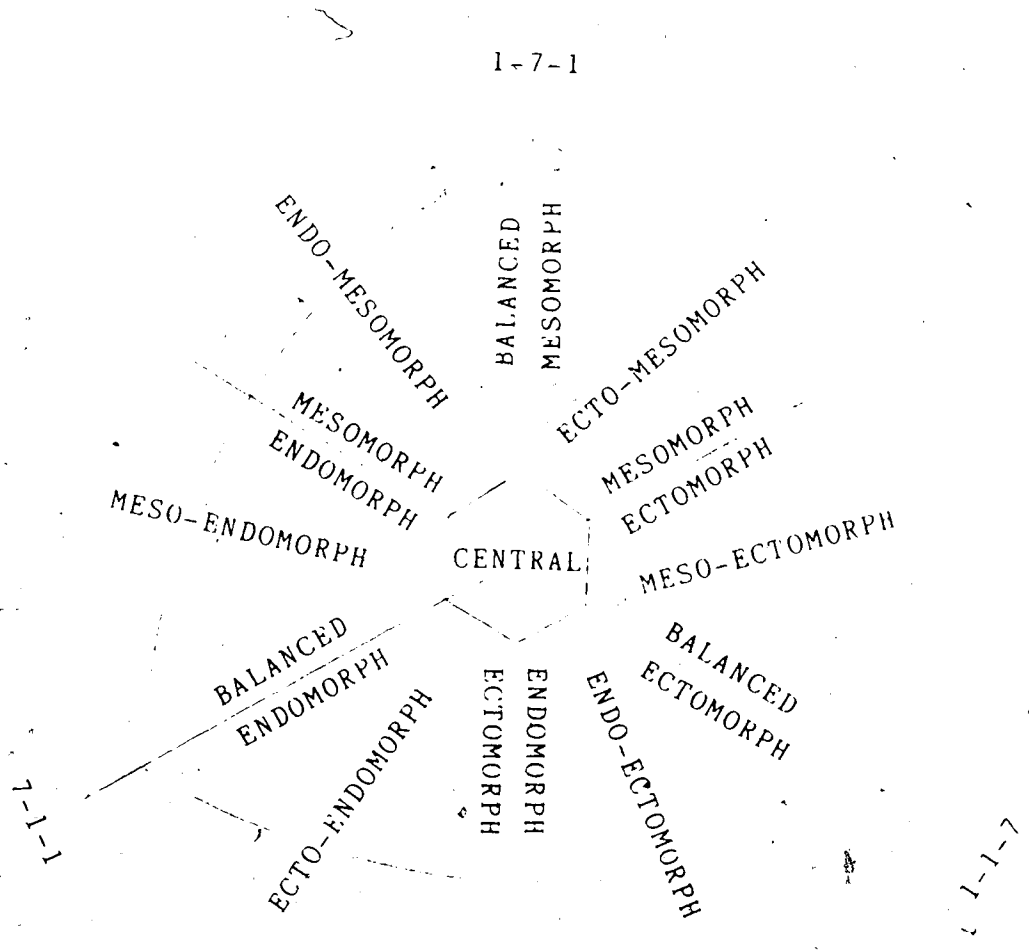 1-7-1
BALANCED
MESOMORPH
ENDO-MESOMORPH
ECTO-MESOMORPH
MESOMORPH
ENDOMORPH
MESOMORPH
ECTOMORPH
MESO-ENDOMORPH
CENTRAL
MESO-ECTOMORPH
BALANCED
ENDOMORPH
BALANCED
ECTOMORPH
ECTO-ENDOMORPH
ENDOMORPH
ECTOMORPH
ENDO-ECTOMORPH
7-1-1
1-1-7